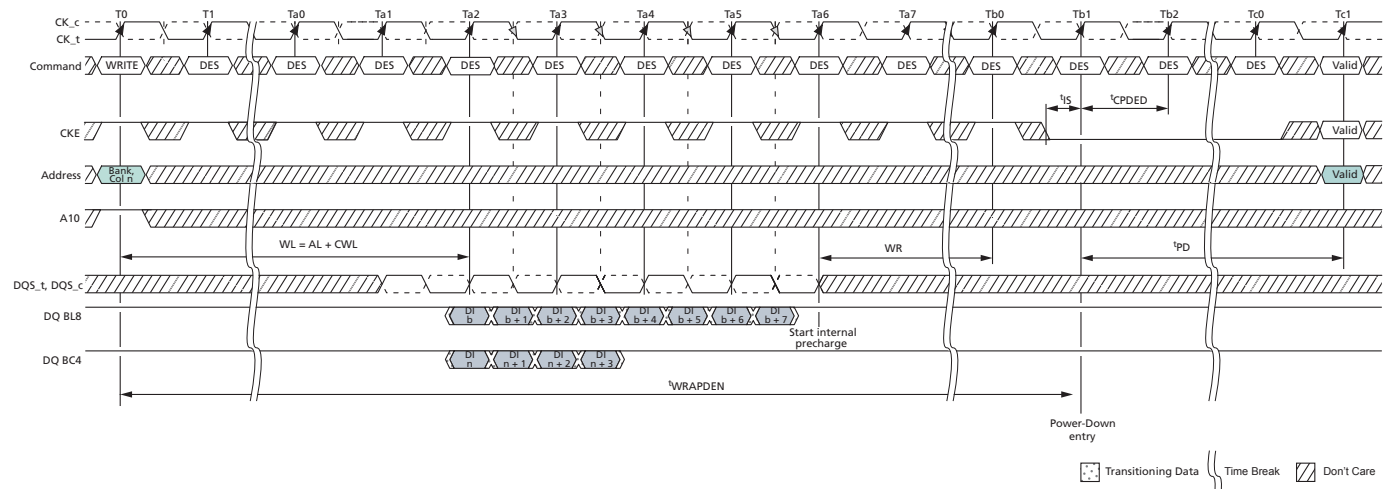 T0 T1 Ta0 Ta1 Ta2 Ta3 Ta4 Ta5 Ta6 Ta7 Tb0 Tb1 Tb2 Tc0 Tc1
CK_c
CK_t
Command WRITE DES DES DES DES DES DES DES DES DES DES DES DES DES Valid
tIS tCPDED
CKE Valid
Address Bank, Col n Valid
A10
WL = AL + CWL WR tPD
DQS_t, DQS_c
DQ BL8 DI b DI b + 1 DI b + 2 DI b + 3 DI b + 4 DI b + 5 DI b + 6 DI b + 7
Start internal
precharge
DQ BC4 DI n DI n + 1 DI n + 2 DI n + 3
tWRAPDEN
Power-Down
entry
Transitioning Data Time Break Don't Care